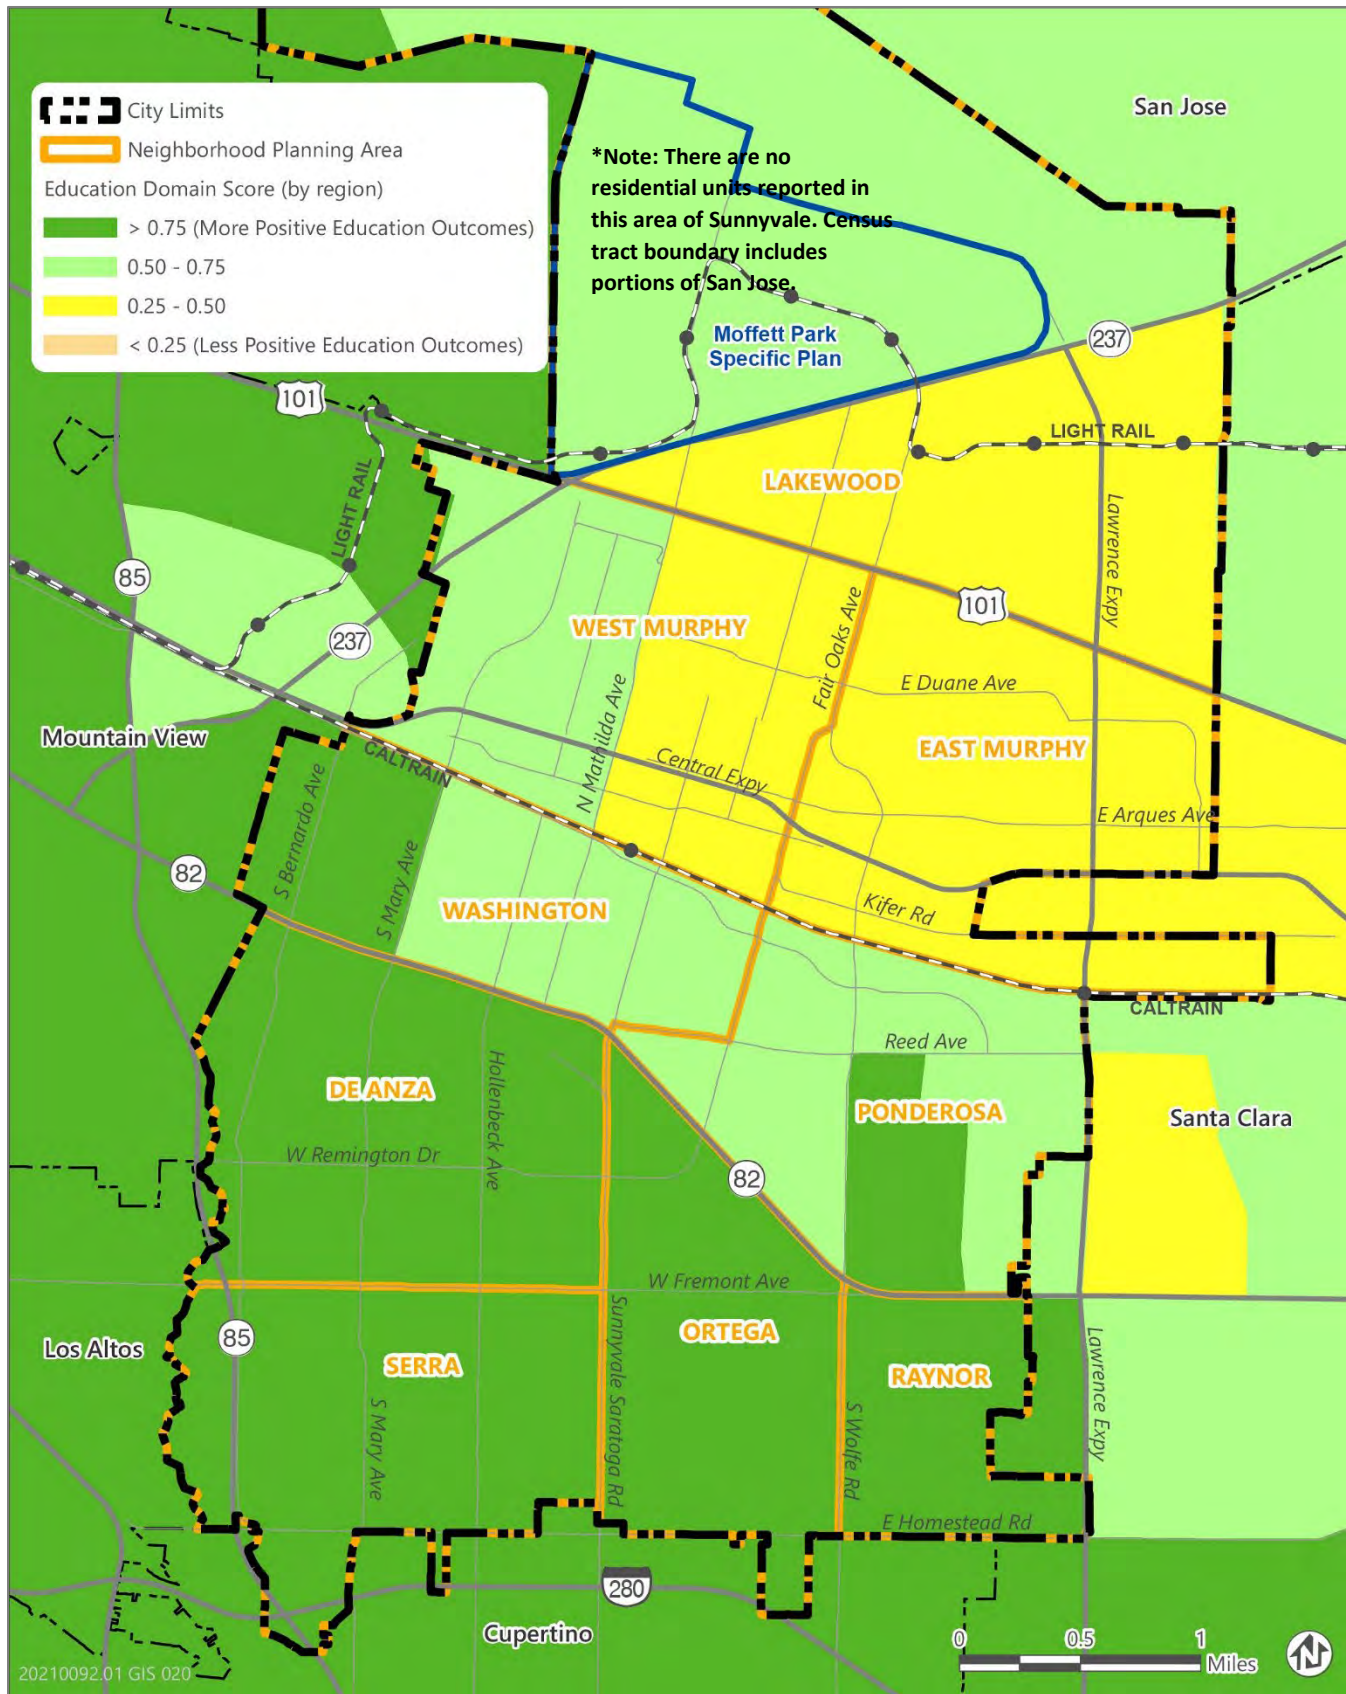 City Limits
Neighborhood Planning Area
Education Domain Score (by region)
> 0.75 (More Positive Education Outcomes)
0.50 - 0.75
0.25 - 0.50
< 0.25 (Less Positive Education Outcomes)
San Jose
*Note: There are no
residential units reported in
this area of Sunnyvale. Census
tract boundary includes
portions of San Jose.
Moffett Park
Specific Plan
237
101
LIGHT RAIL
LIGHT RAIL
LAKEWOOD
Lawrence Expy
85
101
237
WEST MURPHY
Fair Oaks Ave
E Duane Ave
N Mathilda Ave
Mountain View
CALTRAIN
EAST MURPHY
Central Expy
S Bernardo Ave
E Arques Ave
82
S Mary Ave
WASHINGTON
Kifer Rd
CALTRAIN
Reed Ave
DE ANZA
Hollenbeck Ave
PONDEROSA
Santa Clara
W Remington Dr
82
W Fremont Ave
85
Los Altos
SERRA
Sunnyvale Saratoga Rd
ORTEGA
RAYNOR
Lawrence Expy
S Mary Ave
S Wolfe Rd
E Homestead Rd
280
Cupertino
0 0.5 1
Miles
N
20210092.01 GIS 020